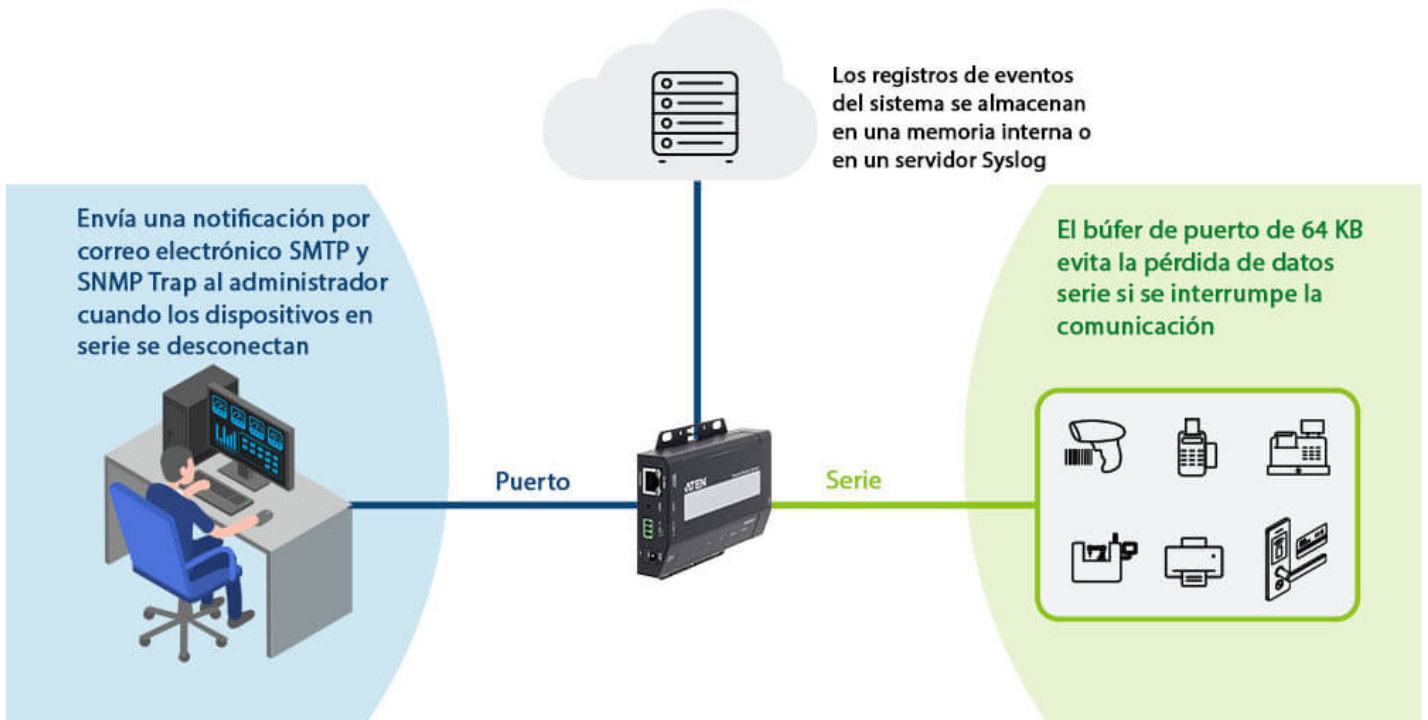 Los registros de eventos
del sistema se almacenan
en una memoria interna o
en un servidor Syslog
Envía una notificación por
correo electrónico SMTP y
SNMP Trap al administrador
cuando los dispositivos en
serie se desconectan
El búfer de puerto de 64 KB
evita la pérdida de datos
serie si se interrumpe la
comunicación
Puerto
ATEN
Serie